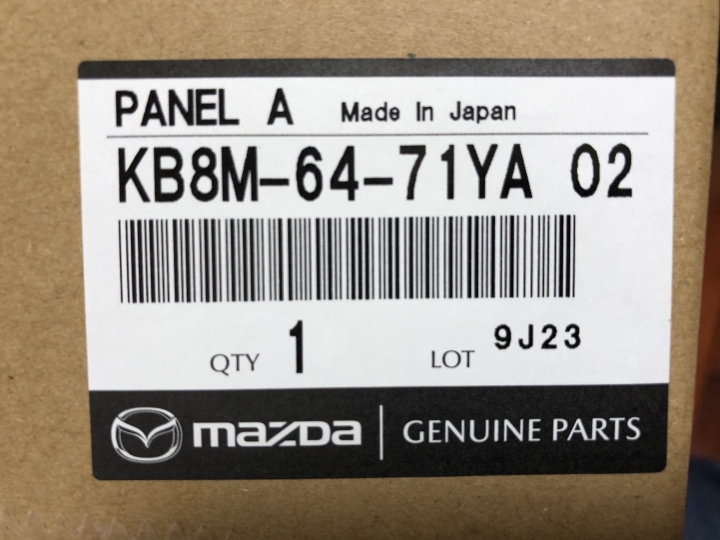 PANEL A Made In Japan
KB8M-64-71YA 02
QTY 1 LOT 9J23
mazda GENUINE PARTS